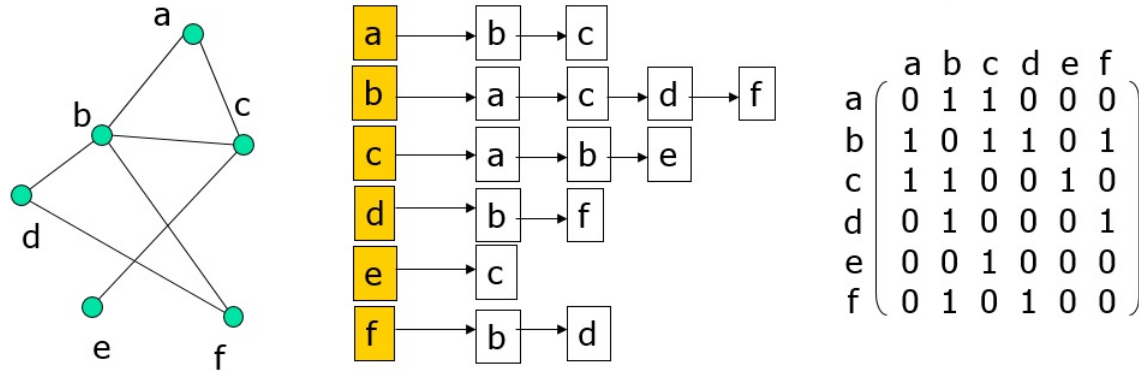 a
b
c
d
e
f
a b c
b a c d f
c a b e
d b f
e c
f b d
a b c d e f
a 0 1 1 0 0 0
b 1 0 1 1 0 1
c 1 1 0 0 1 0
d 0 1 0 0 0 1
e 0 0 1 0 0 0
f 0 1 0 1 0 0